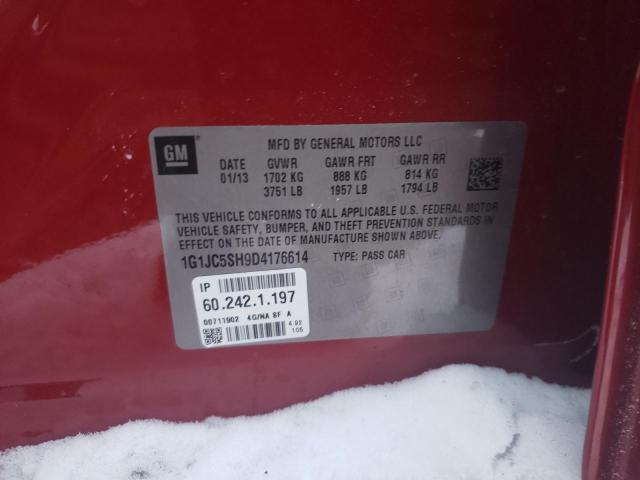 GM
MFD BY GENERAL MOTORS LLC
DATE GVWR GAWR FRT GAWR RR
01/13 1702 KG 888 KG 814 KG
3751 LB 1957 LB 1794 LB
THIS VEHICLE CONFORMS TO ALL APPLICABLE U.S. FEDERAL MOTOR
VEHICLE SAFETY, BUMPER, AND THEFT PREVENTION STANDARDS IN
EFFECT ON THE DATE OF MANUFACTURE SHOWN ABOVE.
1G1JC5SH9D4176614 TYPE: PASS CAR
IP
60.242.1.197
00711902 4G/NA SF A
4.92
106